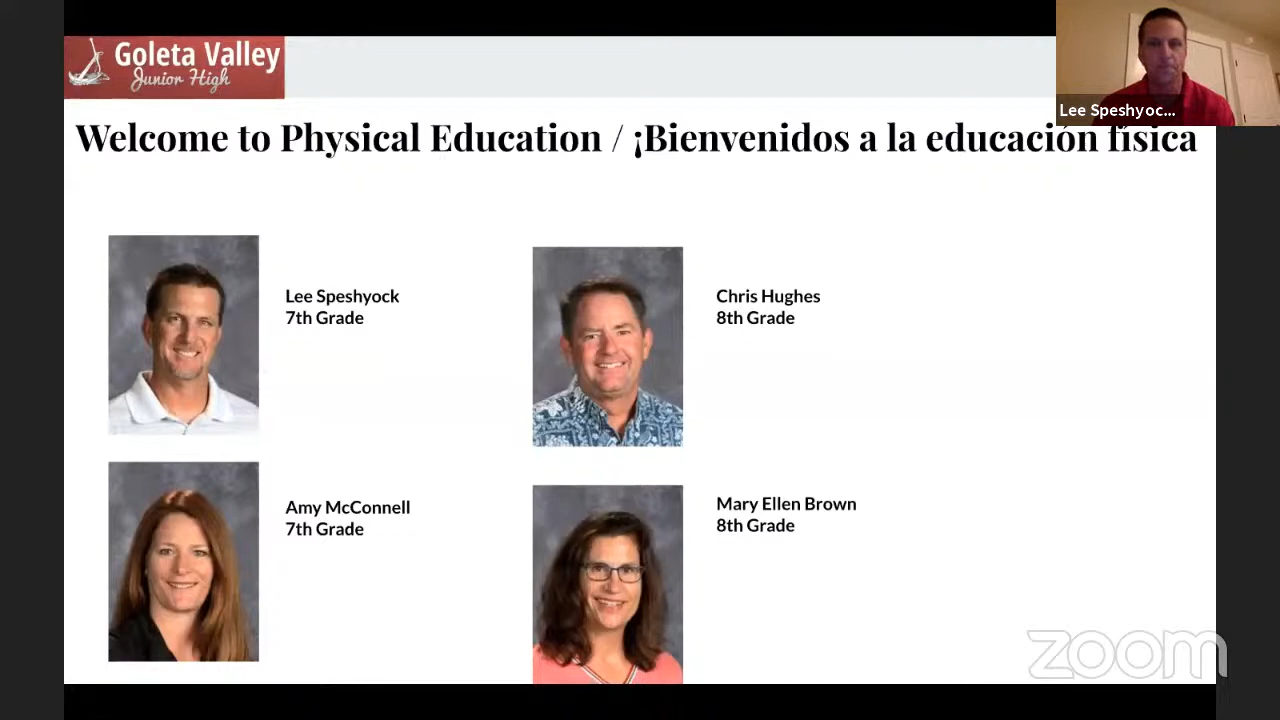 Goleta Valley
Junior High
Lee Speshyoc...
Welcome to Physical Education / ¡Bienvenidos a la educación física
Lee Speshyock
7th Grade
Chris Hughes
8th Grade
Amy McConnell
7th Grade
Mary Ellen Brown
8th Grade
zoom